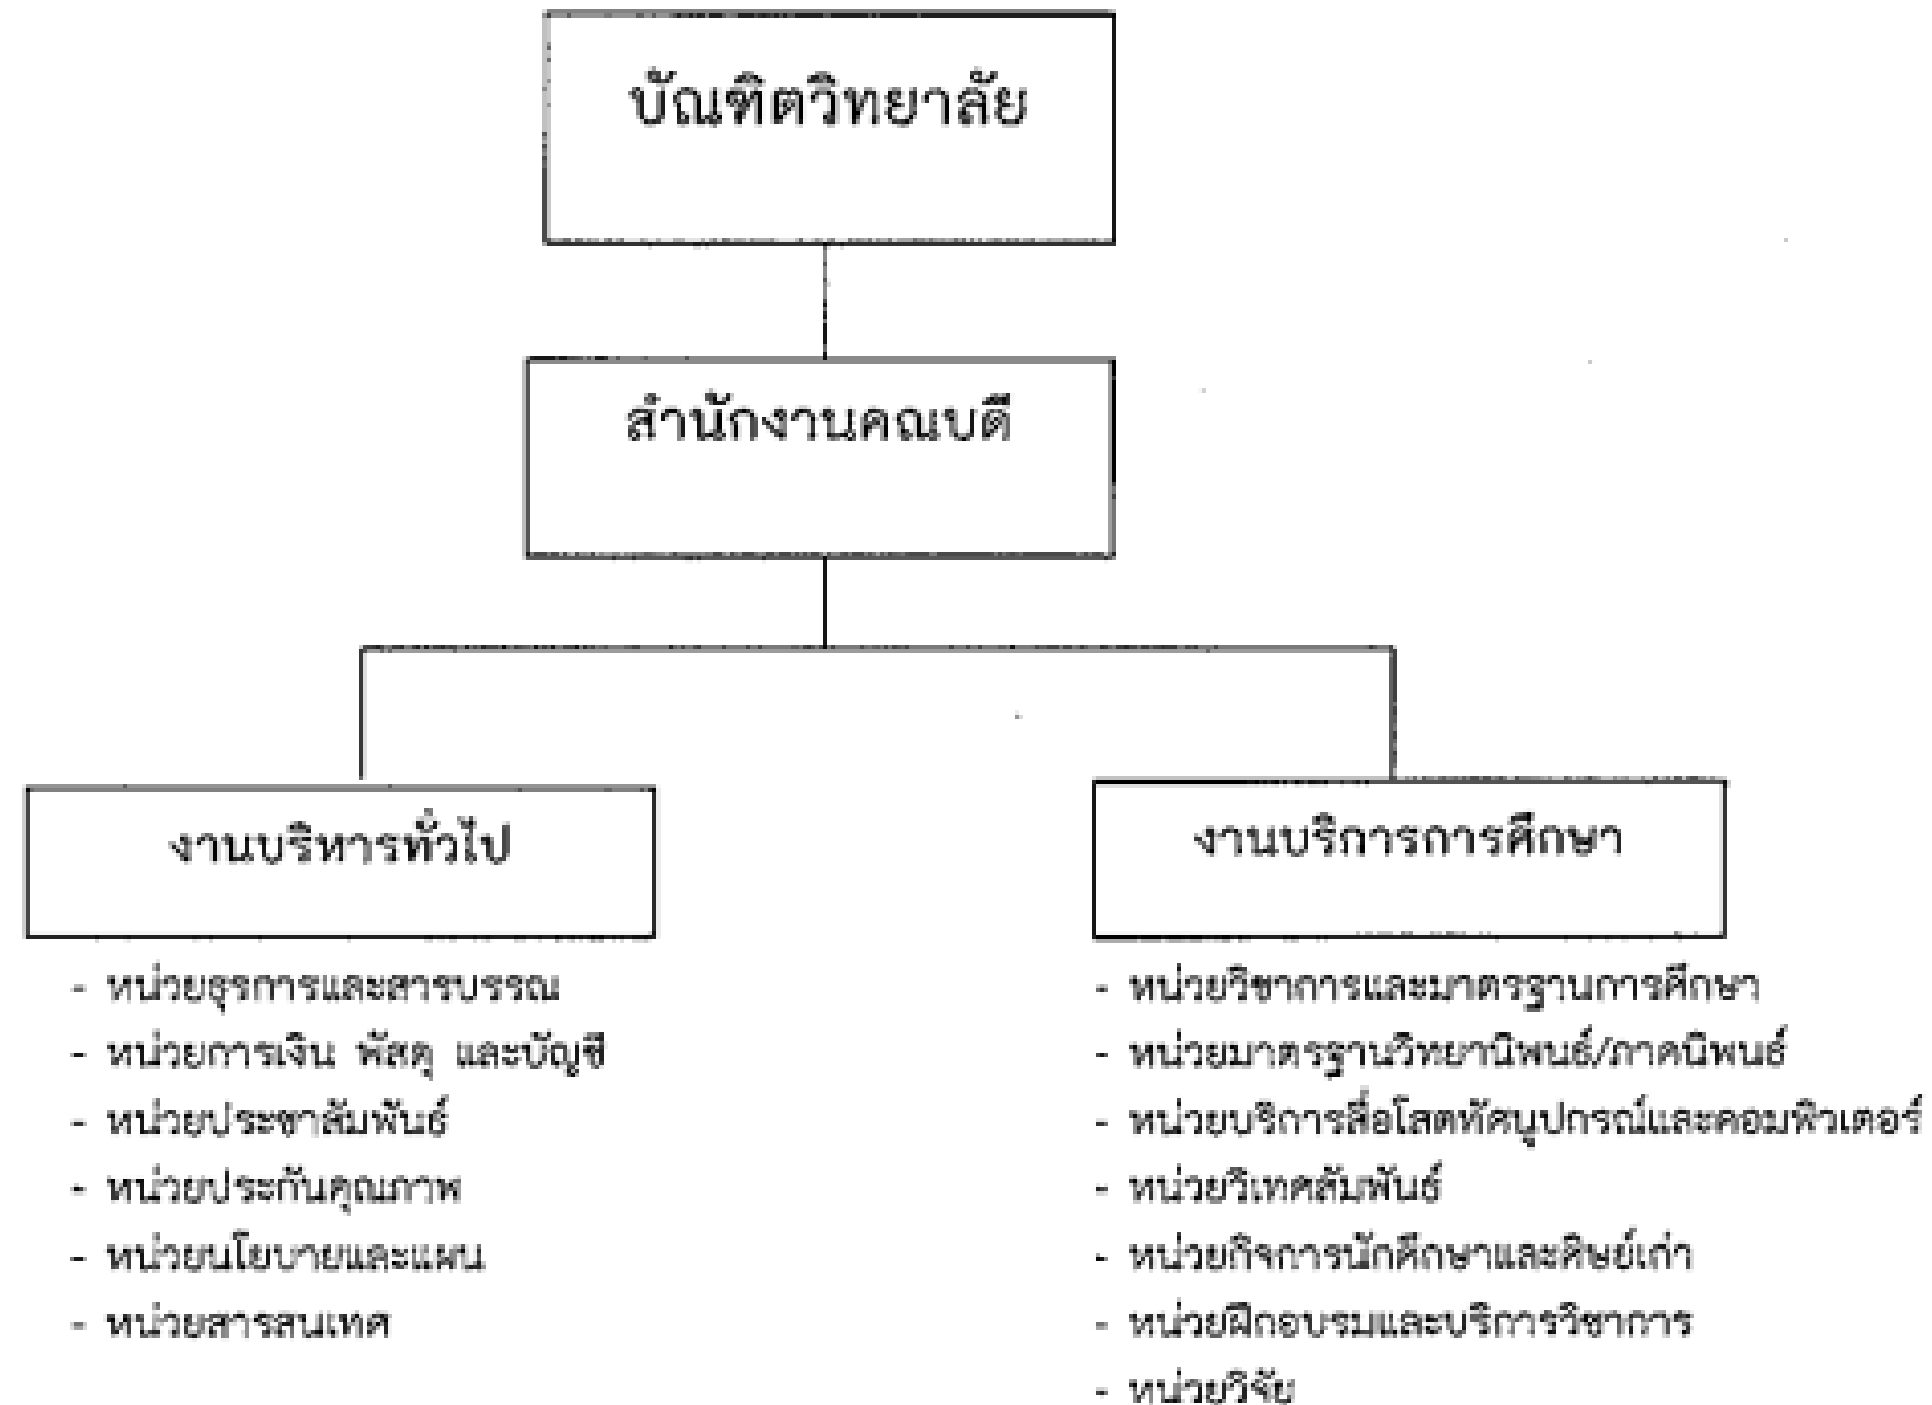 บัณฑิตวิทยาลัย
สำนักงานคณบดี
งานบริหารทั่วไป
- หน่วยธุรการและสารบรรณ
- หน่วยการเงิน พัสดุ และบัญชี
- หน่วยประชาสัมพันธ์
- หน่วยประกันคุณภาพ
- หน่วยนโยบายและแผน
- หน่วยสารสนเทศ
งานบริการการศึกษา
- หน่วยวิชาการและมาตรฐานการศึกษา
- หน่วยมาตรฐานวิทยานิพนธ์/ภาคนิพนธ์
- หน่วยบริการสื่อโสตทัศนูปกรณ์และคอมพิวเตอร์
- หน่วยวิเทศสัมพันธ์
- หน่วยกิจการนักศึกษาและศิษย์เก่า
- หน่วยฝึกอบรมและบริการวิชาการ
- หน่วยวิจัย